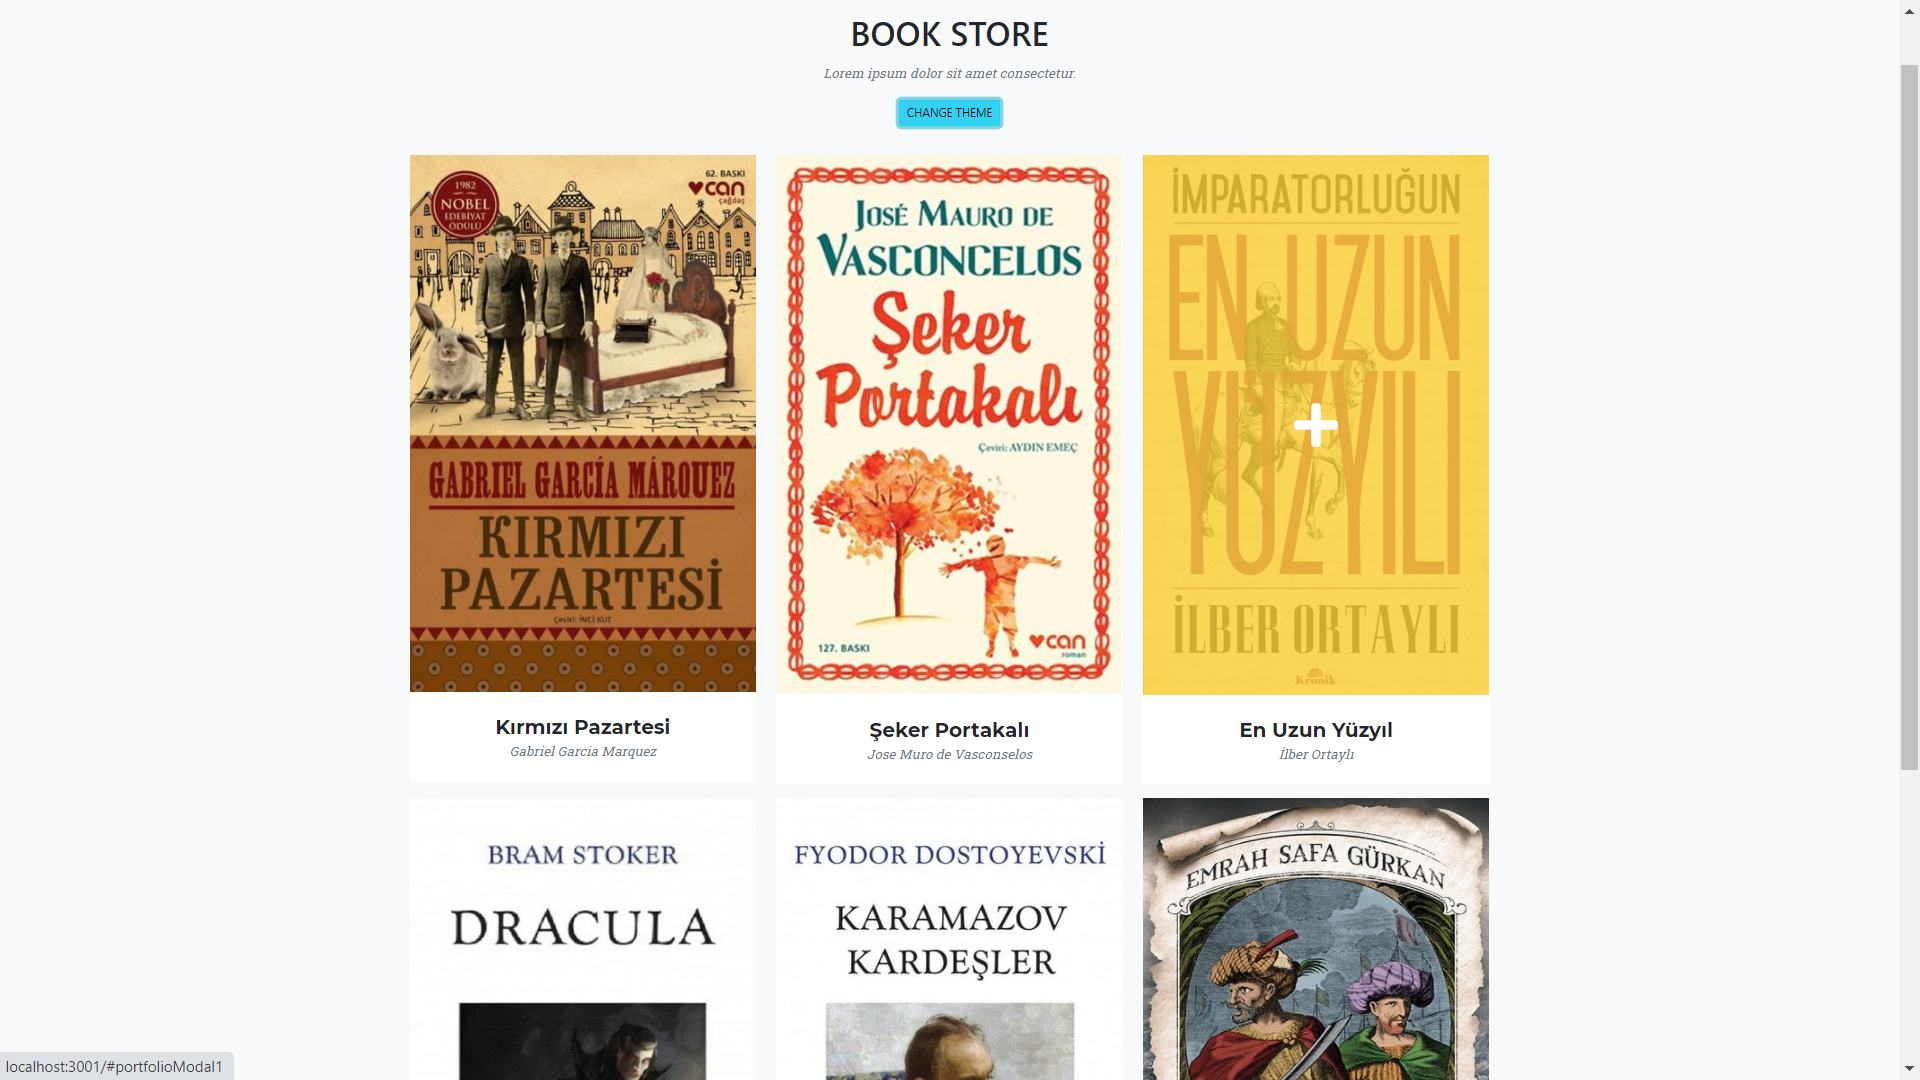 BOOK STORE
Lorem ipsum dolor sit amet consectetur.
CHANGE THEME
1982
NOBEL
EDEBİYAT
ÖDÜLÜ
62. BASKI
can
çağdaş
GABRIEL GARCÍA MÁRQUEZ
KIRMIZI
PAZARTESİ
Çeviri: İNCİ KUT
Kırmızı Pazartesi
Gabriel Garcia Marquez
JOSÉ MAURO DE
VASCONCELOS
Şeker
Portakalı
Çeviri: AYDIN EMEÇ
127. BASKI
can
roman
Şeker Portakalı
Jose Muro de Vasconselos
İMPARATORLUĞUN
EN UZUN
YÜZYILI
İLBER ORTAYLI
Kronik
En Uzun Yüzyıl
İlber Ortaylı
BRAM STOKER
DRACULA
FYODOR DOSTOYEVSKİ
KARAMAZOV
KARDEŞLER
EMRAH SAFA GÜRKAN
localhost:3001/#portfolioModal1